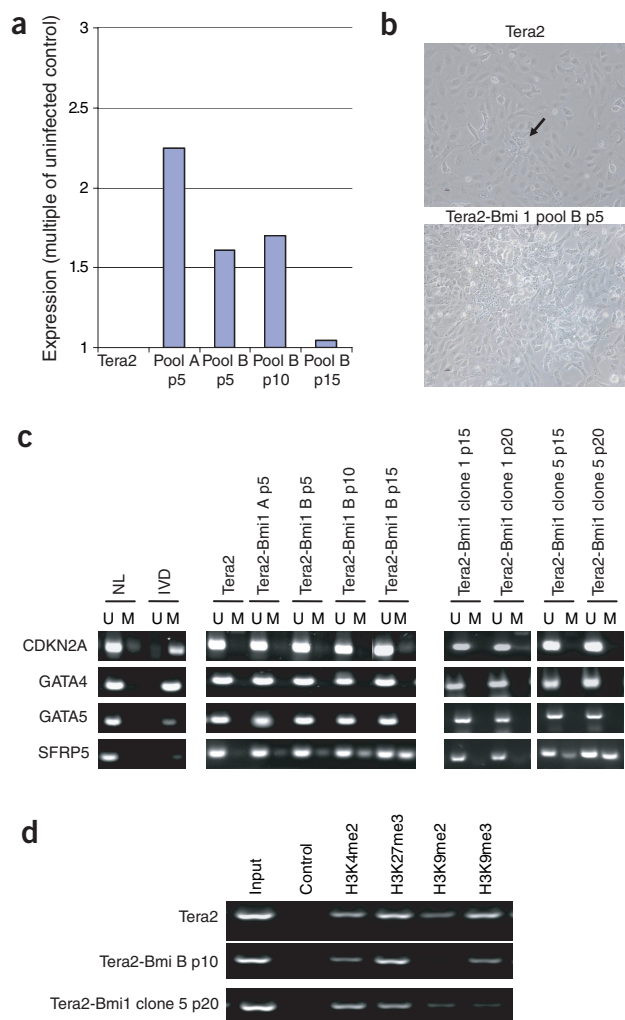 a
Expression (multiple of uninfected control)
3
2.5
2
1.5
1
Tera2
Pool A p5
Pool B p5
Pool B p10
Pool B p15
b
Tera2
Tera2-Bmi 1 pool B p5
c
NL
IVD
Tera2
Tera2-Bmi1 A p5
Tera2-Bmi1 B p5
Tera2-Bmi1 B p10
Tera2-Bmi1 B p15
Tera2-Bmi1 clone 1 p15
Tera2-Bmi1 clone 1 p20
Tera2-Bmi1 clone 5 p15
Tera2-Bmi1 clone 5 p20
U M U M U M U M U M U M U M U M U M U M U M
CDKN2A
GATA4
GATA5
SFRP5
d
Input
Control
H3K4me2
H3K27me3
H3K9me2
H3K9me3
Tera2
Tera2-Bmi B p10
Tera2-Bmi1 clone 5 p20